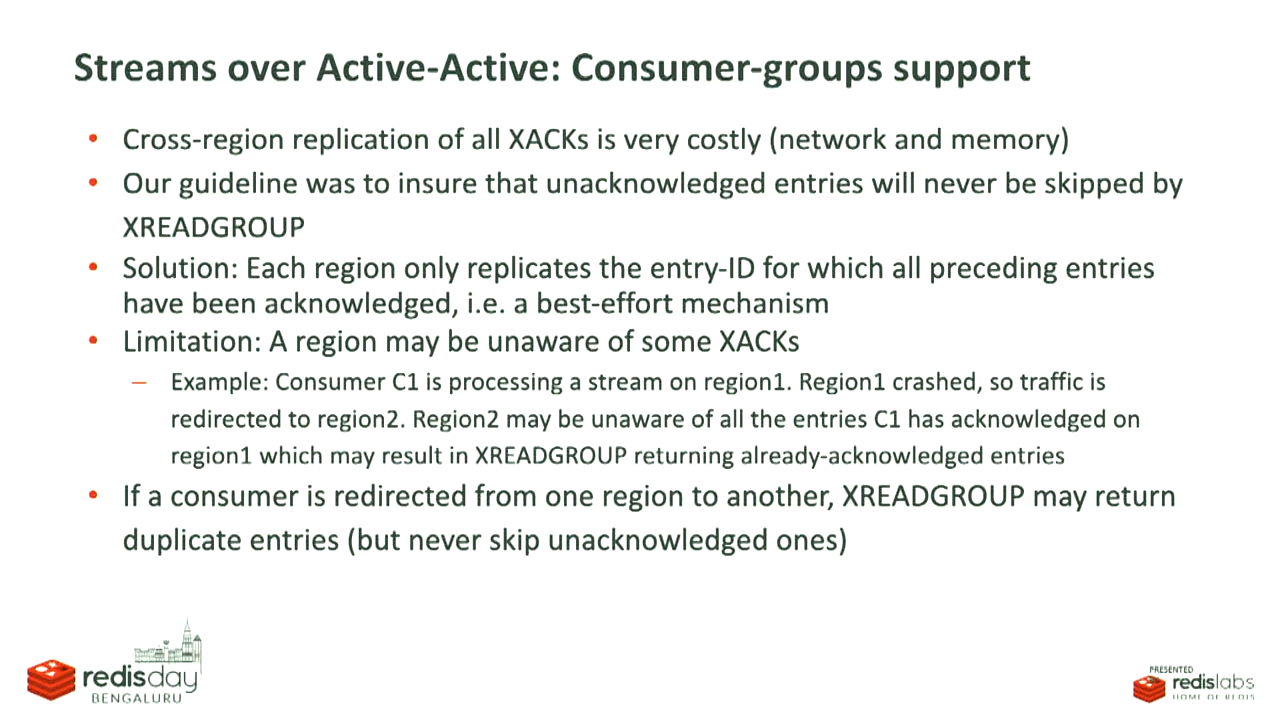 Streams over Active-Active: Consumer-groups support
• Cross-region replication of all XACKs is very costly (network and memory)
• Our guideline was to insure that unacknowledged entries will never be skipped by
XREADGROUP
• Solution: Each region only replicates the entry-ID for which all preceding entries
have been acknowledged, i.e. a best-effort mechanism
• Limitation: A region may be unaware of some XACKs
– Example: Consumer C1 is processing a stream on region1. Region1 crashed, so traffic is
redirected to region2. Region2 may be unaware of all the entries C1 has acknowledged on
region1 which may result in XREADGROUP returning already-acknowledged entries
• If a consumer is redirected from one region to another, XREADGROUP may return
duplicate entries (but never skip unacknowledged ones)
redisday
BENGALURU
PRESENTED
redislabs
HOME OF REDIS